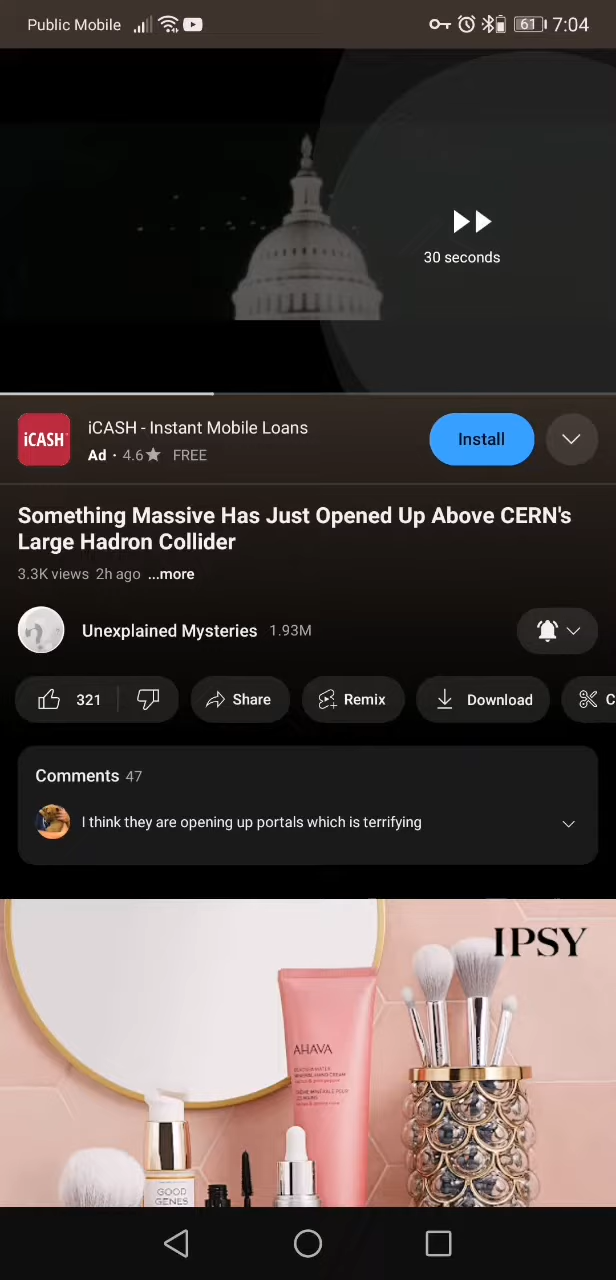 Public Mobile 61 7:04
30 seconds
iCASH
iCASH - Instant Mobile Loans
Install
Ad · 4.6★ FREE
Something Massive Has Just Opened Up Above CERN's
Large Hadron Collider
3.3K views 2h ago ...more
Unexplained Mysteries 1.93M
321 Share Remix Download C
Comments 47
I think they are opening up portals which is terrifying
IPSY
AHAVA
MINERAL HAND CREAM
GOOD
GENES